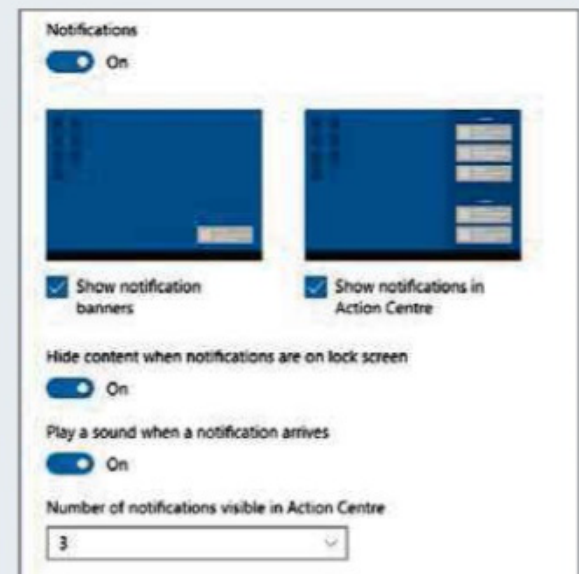 Notifications
On
Show notification
banners
Show notifications in
Action Centre
Hide content when notifications are on lock screen
On
Play a sound when a notification arrives
On
Number of notifications visible in Action Centre
3